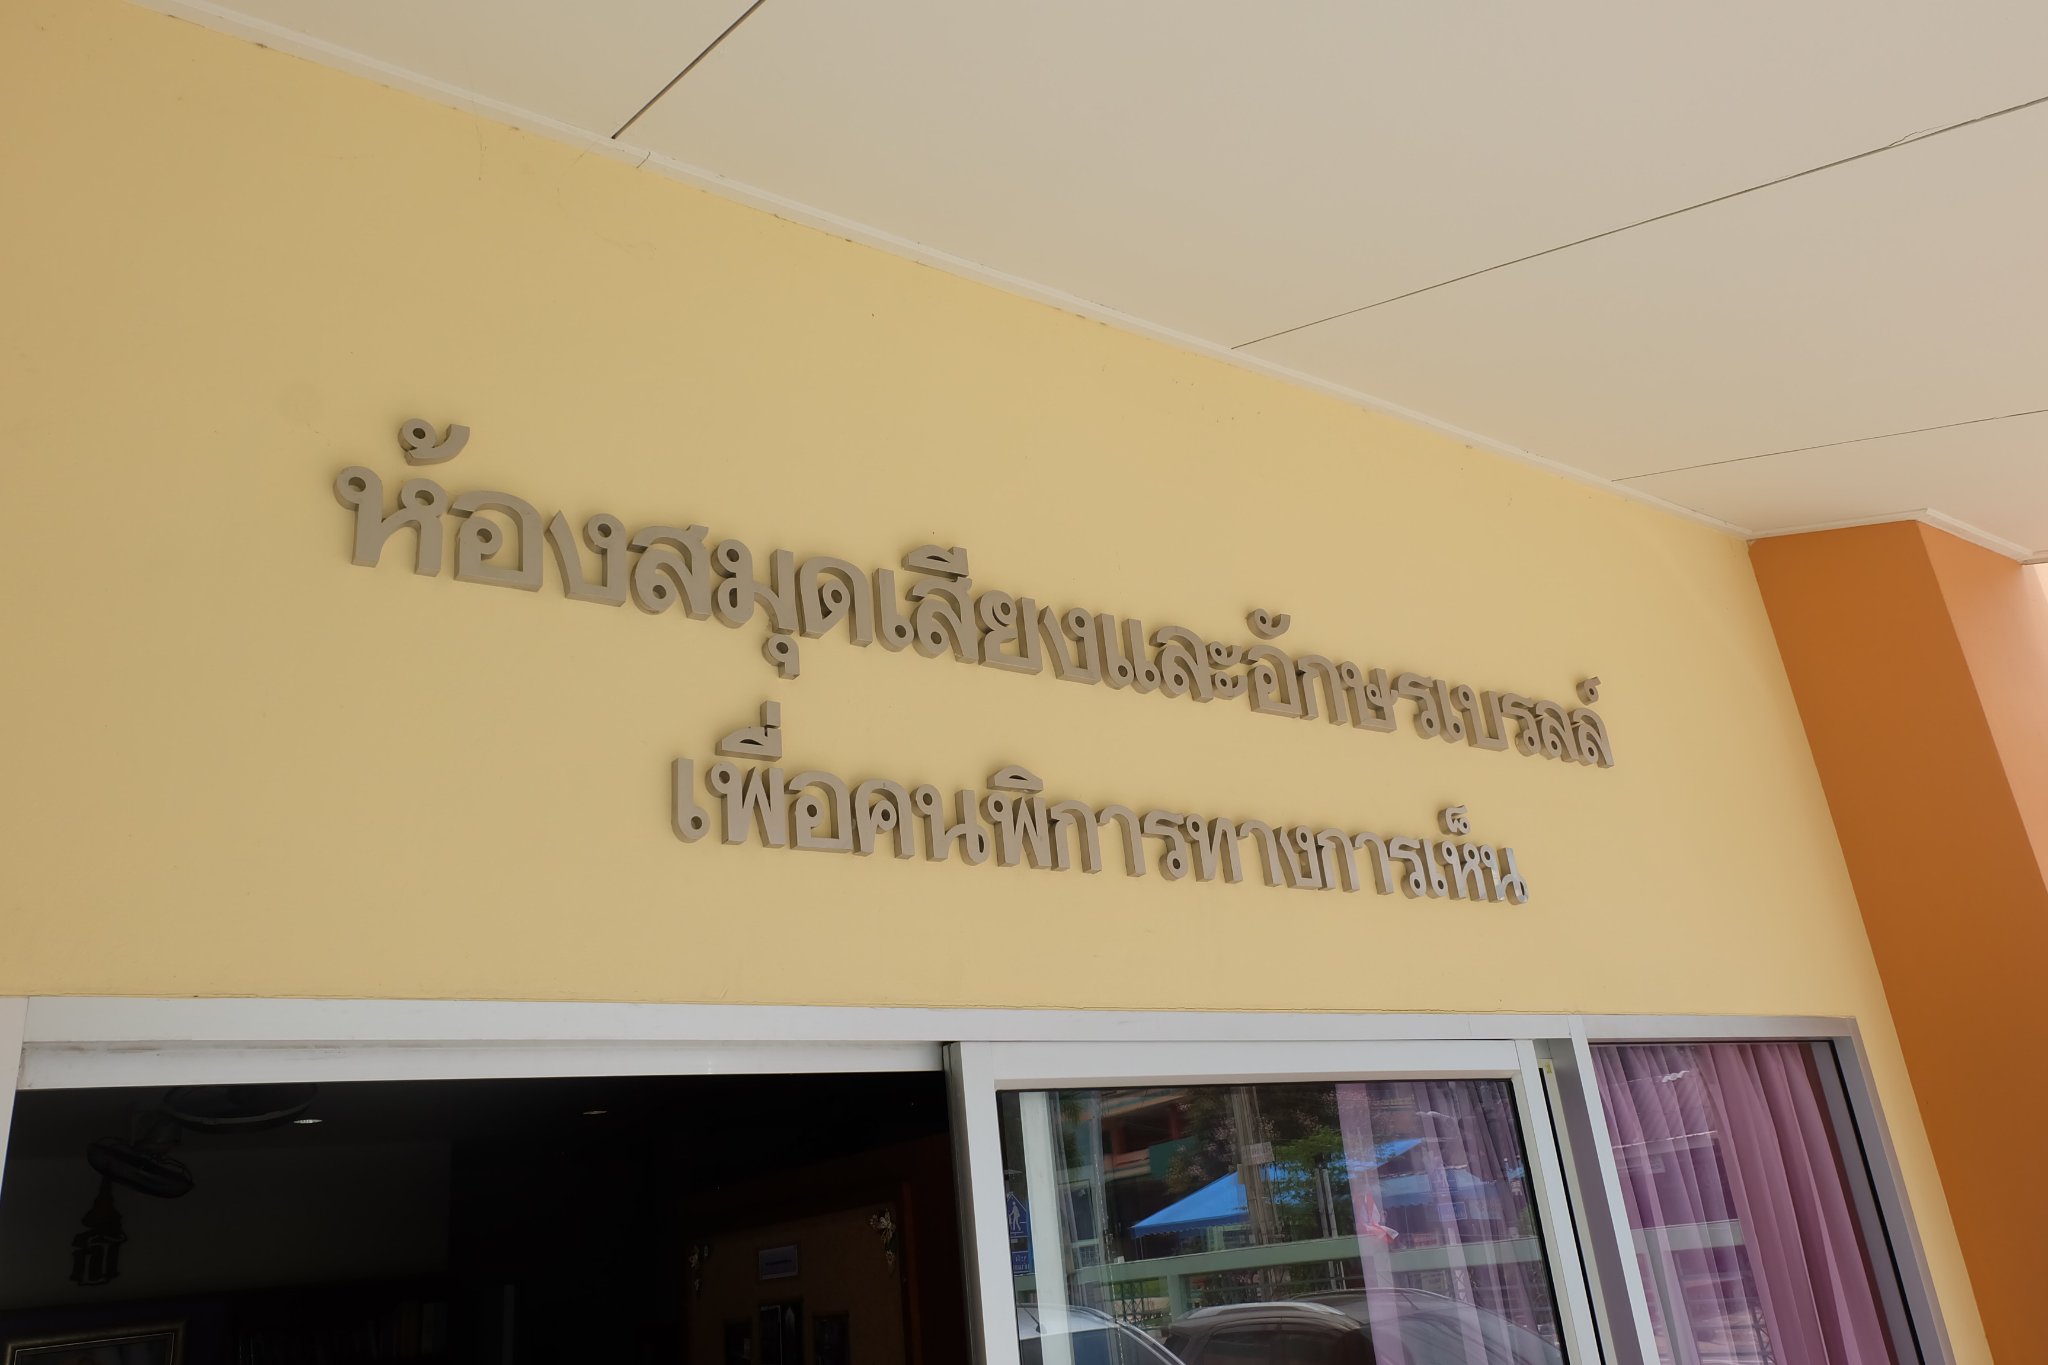 ห้องสมุดเสียงและอักษรเบรลล์
เพื่อคนพิการทางการเห็น